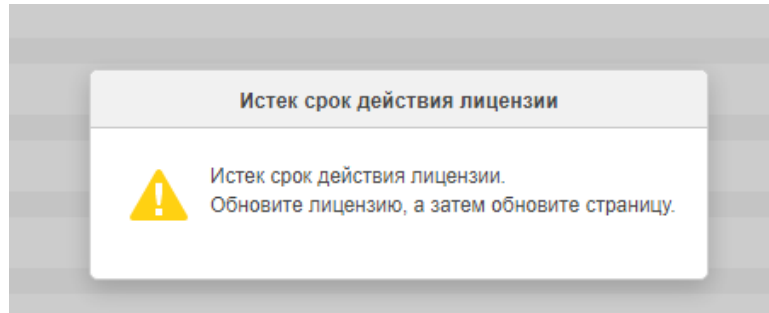 Истек срок действия лицензии
Истек срок действия лицензии.
Обновите лицензию, а затем обновите страницу.